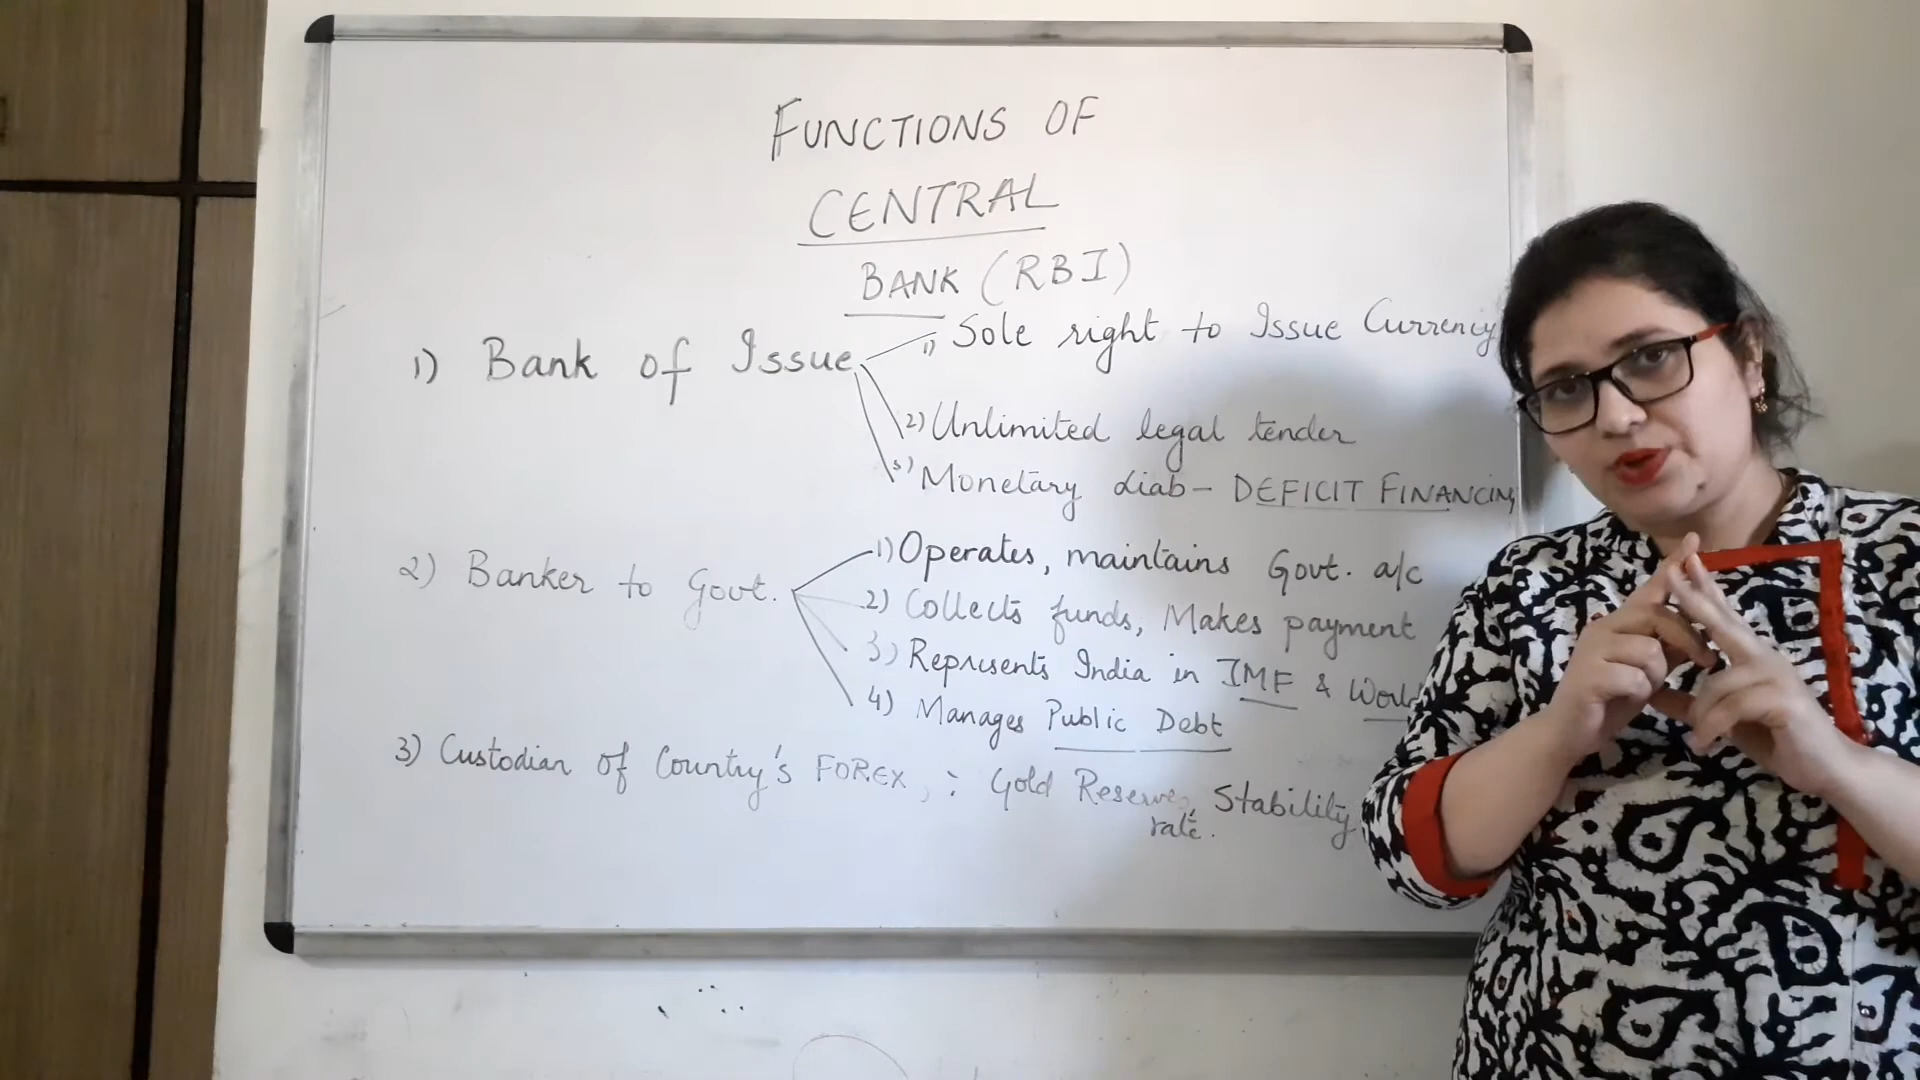 FUNCTIONS OF
CENTRAL
BANK (RBI)
1) Bank of Issue
1) Sole right to Issue Currency
2) Unlimited legal tender
3) Monetary Liab - DEFICIT FINANCING
2) Banker to Govt.
1) Operates, maintains Govt. a/c
2) Collects funds, Makes payment
3) Represents India in IMF & World
4) Manages Public Debt
3) Custodian of Country's FOREX, : Gold Reserves, Stability
rate.